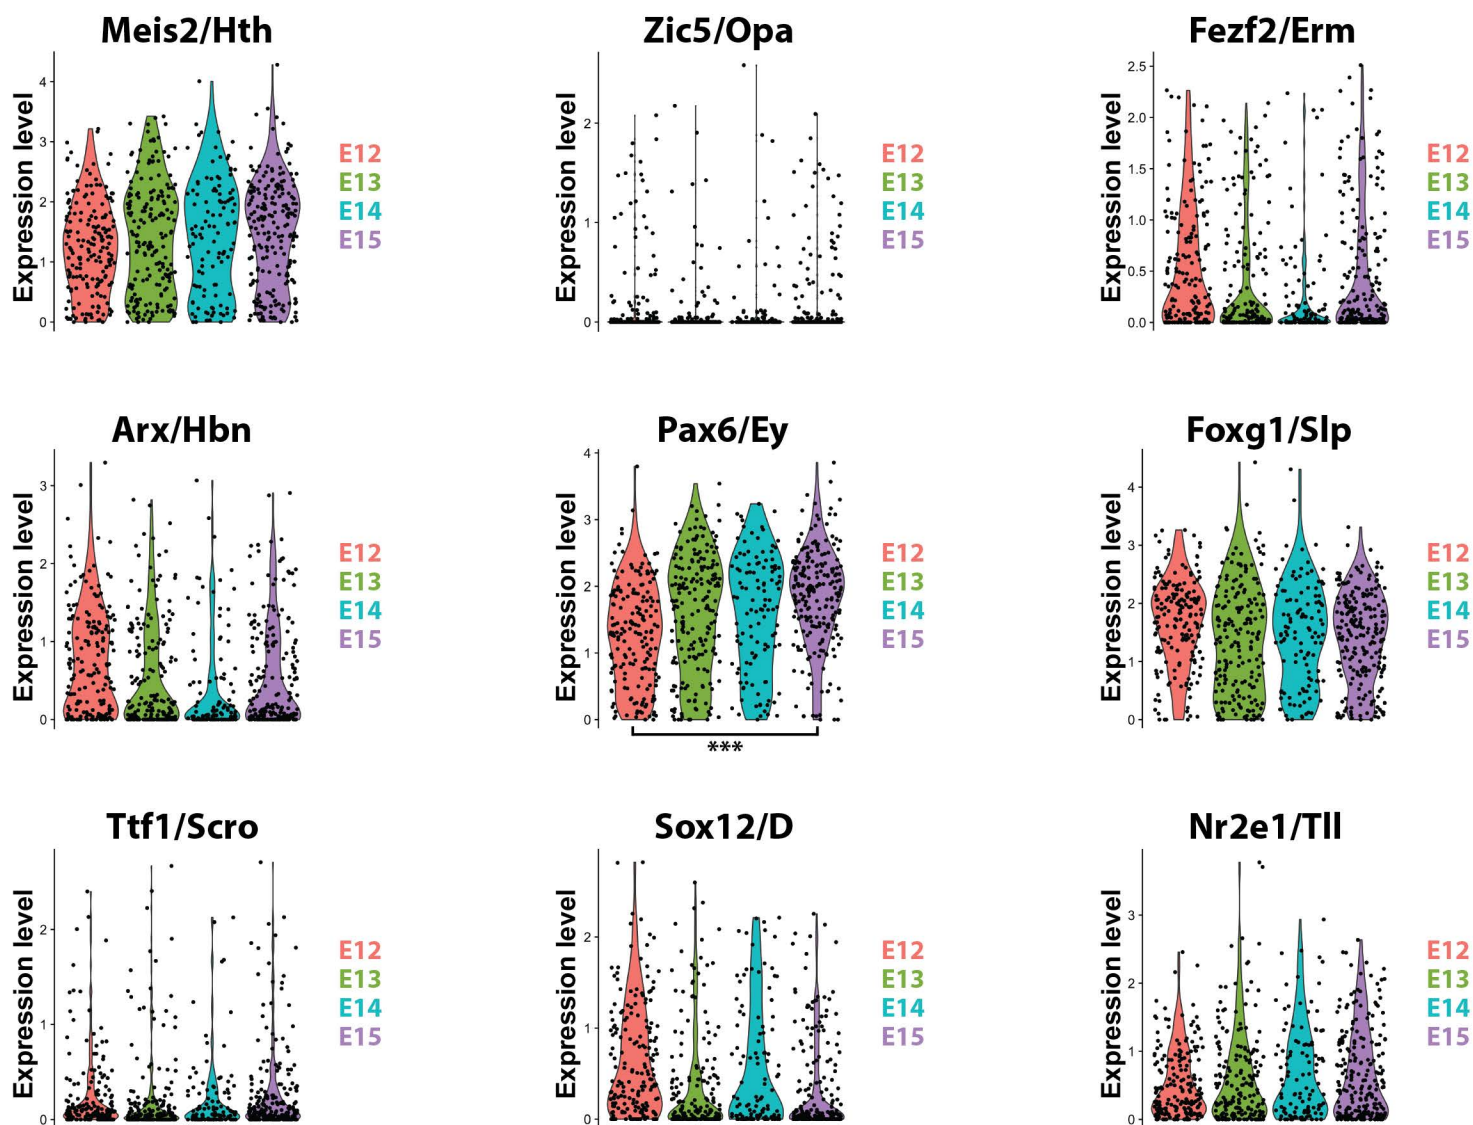 Meis2/Hth
Expression level
4
3
2
1
0
E12
E13
E14
E15
Zic5/Opa
Expression level
2
1
0
E12
E13
E14
E15
Fezf2/Erm
Expression level
2.5
2.0
1.5
1.0
0.5
0.0
E12
E13
E14
E15
Arx/Hbn
Expression level
3
2
1
0
E12
E13
E14
E15
Pax6/Ey
Expression level
4
3
2
1
0
***
E12
E13
E14
E15
Foxg1/Slp
Expression level
4
3
2
1
0
E12
E13
E14
E15
Ttf1/Scro
Expression level
2
1
0
E12
E13
E14
E15
Sox12/D
Expression level
2
1
0
E12
E13
E14
E15
Nr2e1/Tll
Expression level
3
2
1
0
E12
E13
E14
E15